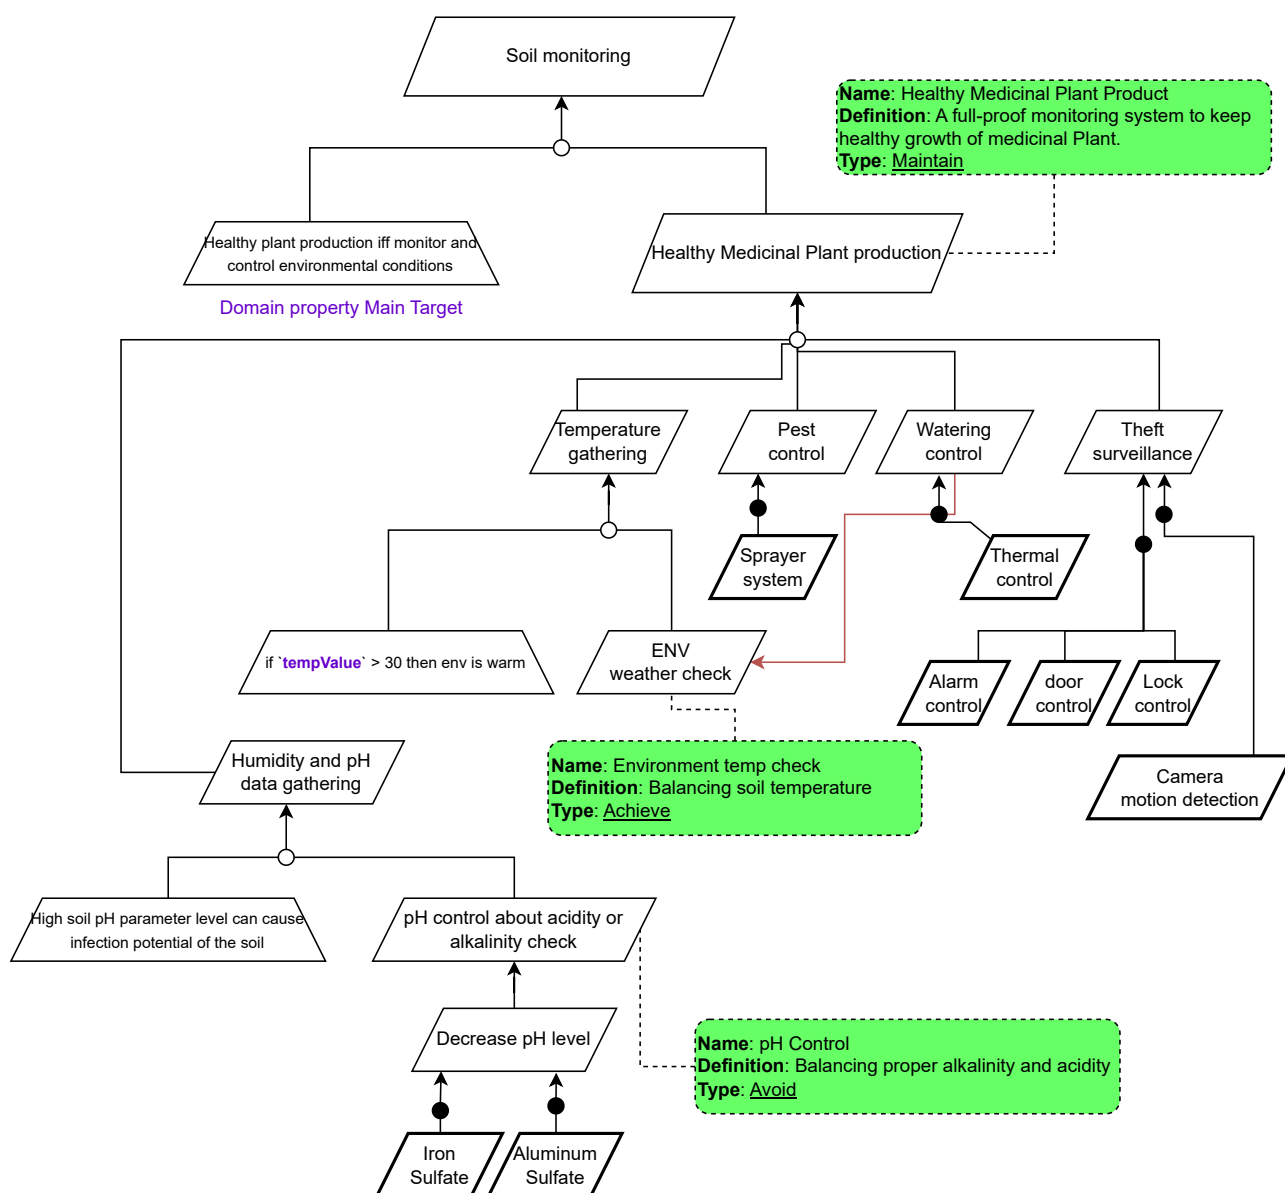 Soil monitoring
Name: Healthy Medicinal Plant Product
Definition: A full-proof monitoring system to keep
healthy growth of medicinal Plant.
Type: Maintain
Healthy plant production iff monitor and
control environmental conditions
Domain property Main Target
Healthy Medicinal Plant production
Temperature
gathering
Pest
control
Watering
control
Theft
surveillance
Sprayer
system
Thermal
control
if `tempValue` > 30 then env is warm
ENV
weather check
Alarm
control
door
control
Lock
control
Humidity and pH
data gathering
Name: Environment temp check
Definition: Balancing soil temperature
Type: Achieve
Camera
motion detection
High soil pH parameter level can cause
infection potential of the soil
pH control about acidity or
alkalinity check
Decrease pH level
Name: pH Control
Definition: Balancing proper alkalinity and acidity
Type: Avoid
Iron
Sulfate
Aluminum
Sulfate